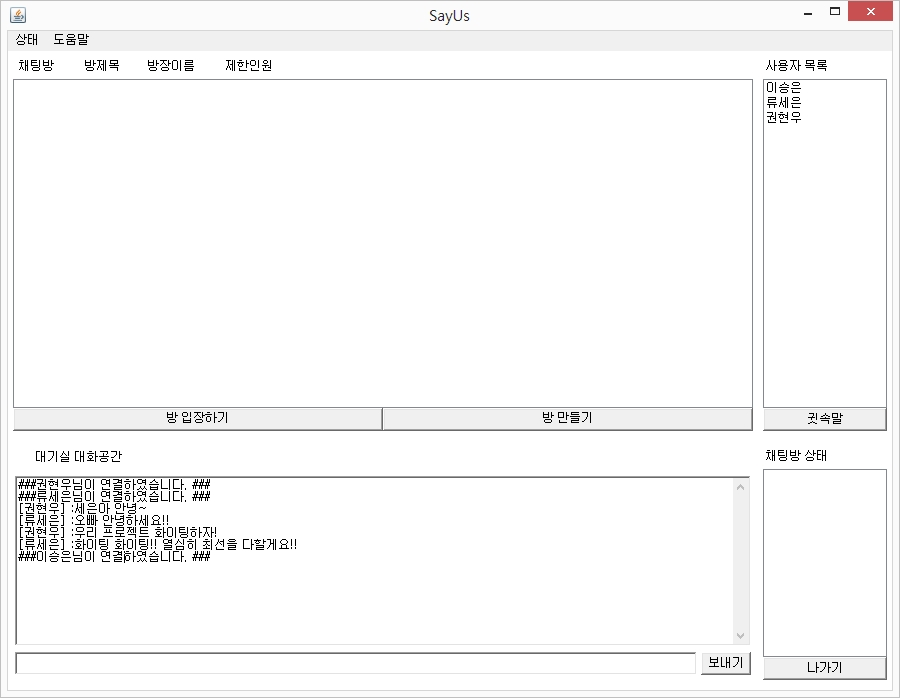 SayUs
상태 도움말
채팅방 방제목 방장이름 제한인원
사용자 목록
이승은
류세은
권현우
방 입장하기
방 만들기
귓속말
대기실 대화공간
###권현우님이 연결하였습니다. ###
###류세은님이 연결하였습니다. ###
[권현우] :세은아 안녕~
[류세은] :오빠 안녕하세요!!
[권현우] :우리 프로젝트 화이팅하자!
[류세은] :화이팅 화이팅!! 열심히 최선을 다할게요!!
###이승은님이 연결하였습니다. ###
보내기
채팅방 상태
나가기